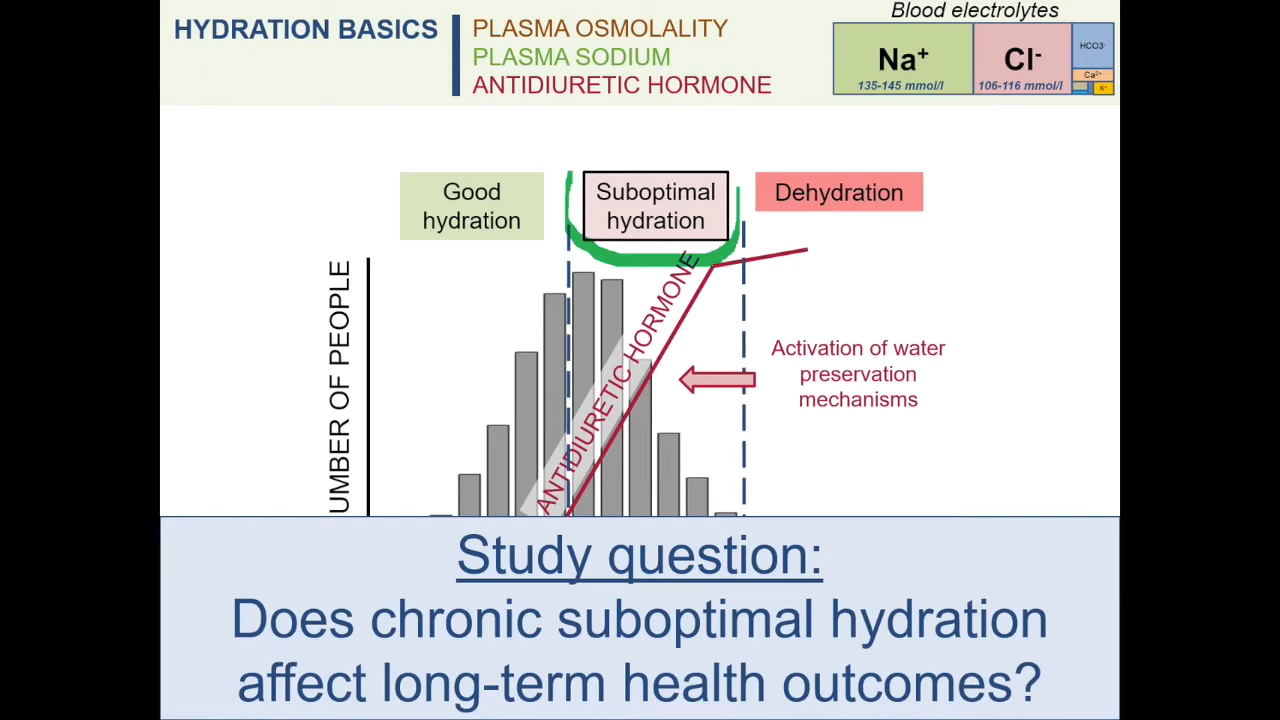 HYDRATION BASICS
PLASMA OSMOLALITY
PLASMA SODIUM
ANTIDIURETIC HORMONE
Blood electrolytes
Na⁺
135-145 mmol/l
Cl⁻
106-116 mmol/l
HCO3⁻
Ca²⁺
K⁺
Good
hydration
Suboptimal
hydration
Dehydration
UMBER OF PEOPLE
ANTIDIURETIC HORMONE
Activation of water
preservation
mechanisms
Study question:
Does chronic suboptimal hydration
affect long-term health outcomes?